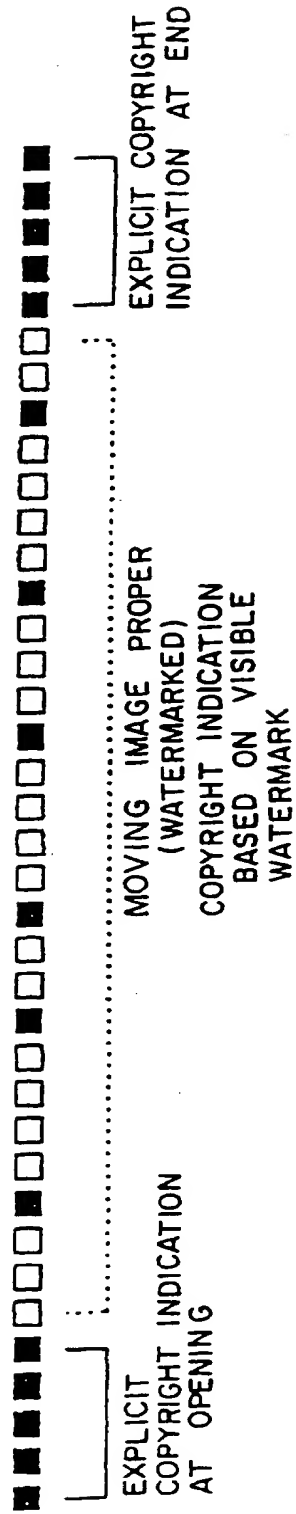 EXPLICIT
COPYRIGHT INDICATION
AT OPENING
MOVING IMAGE PROPER
(WATERMARKED)
COPYRIGHT INDICATION
BASED ON VISIBLE
WATERMARK
EXPLICIT COPYRIGHT
INDICATION AT END